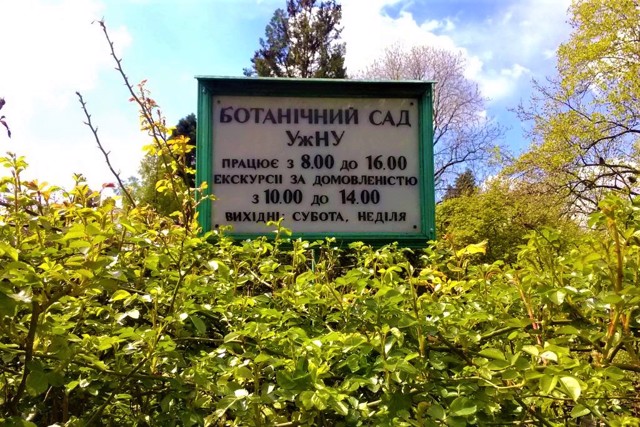 БОТАНІЧНИЙ САД
УжНУ
ПРАЦЮЄ З 8.00 ДО 16.00
ЕКСКУРСІЇ ЗА ДОМОВЛЕНІСТЮ
З 10.00 ДО 14.00
ВИХІДНІ: СУБОТА, НЕДІЛЯ